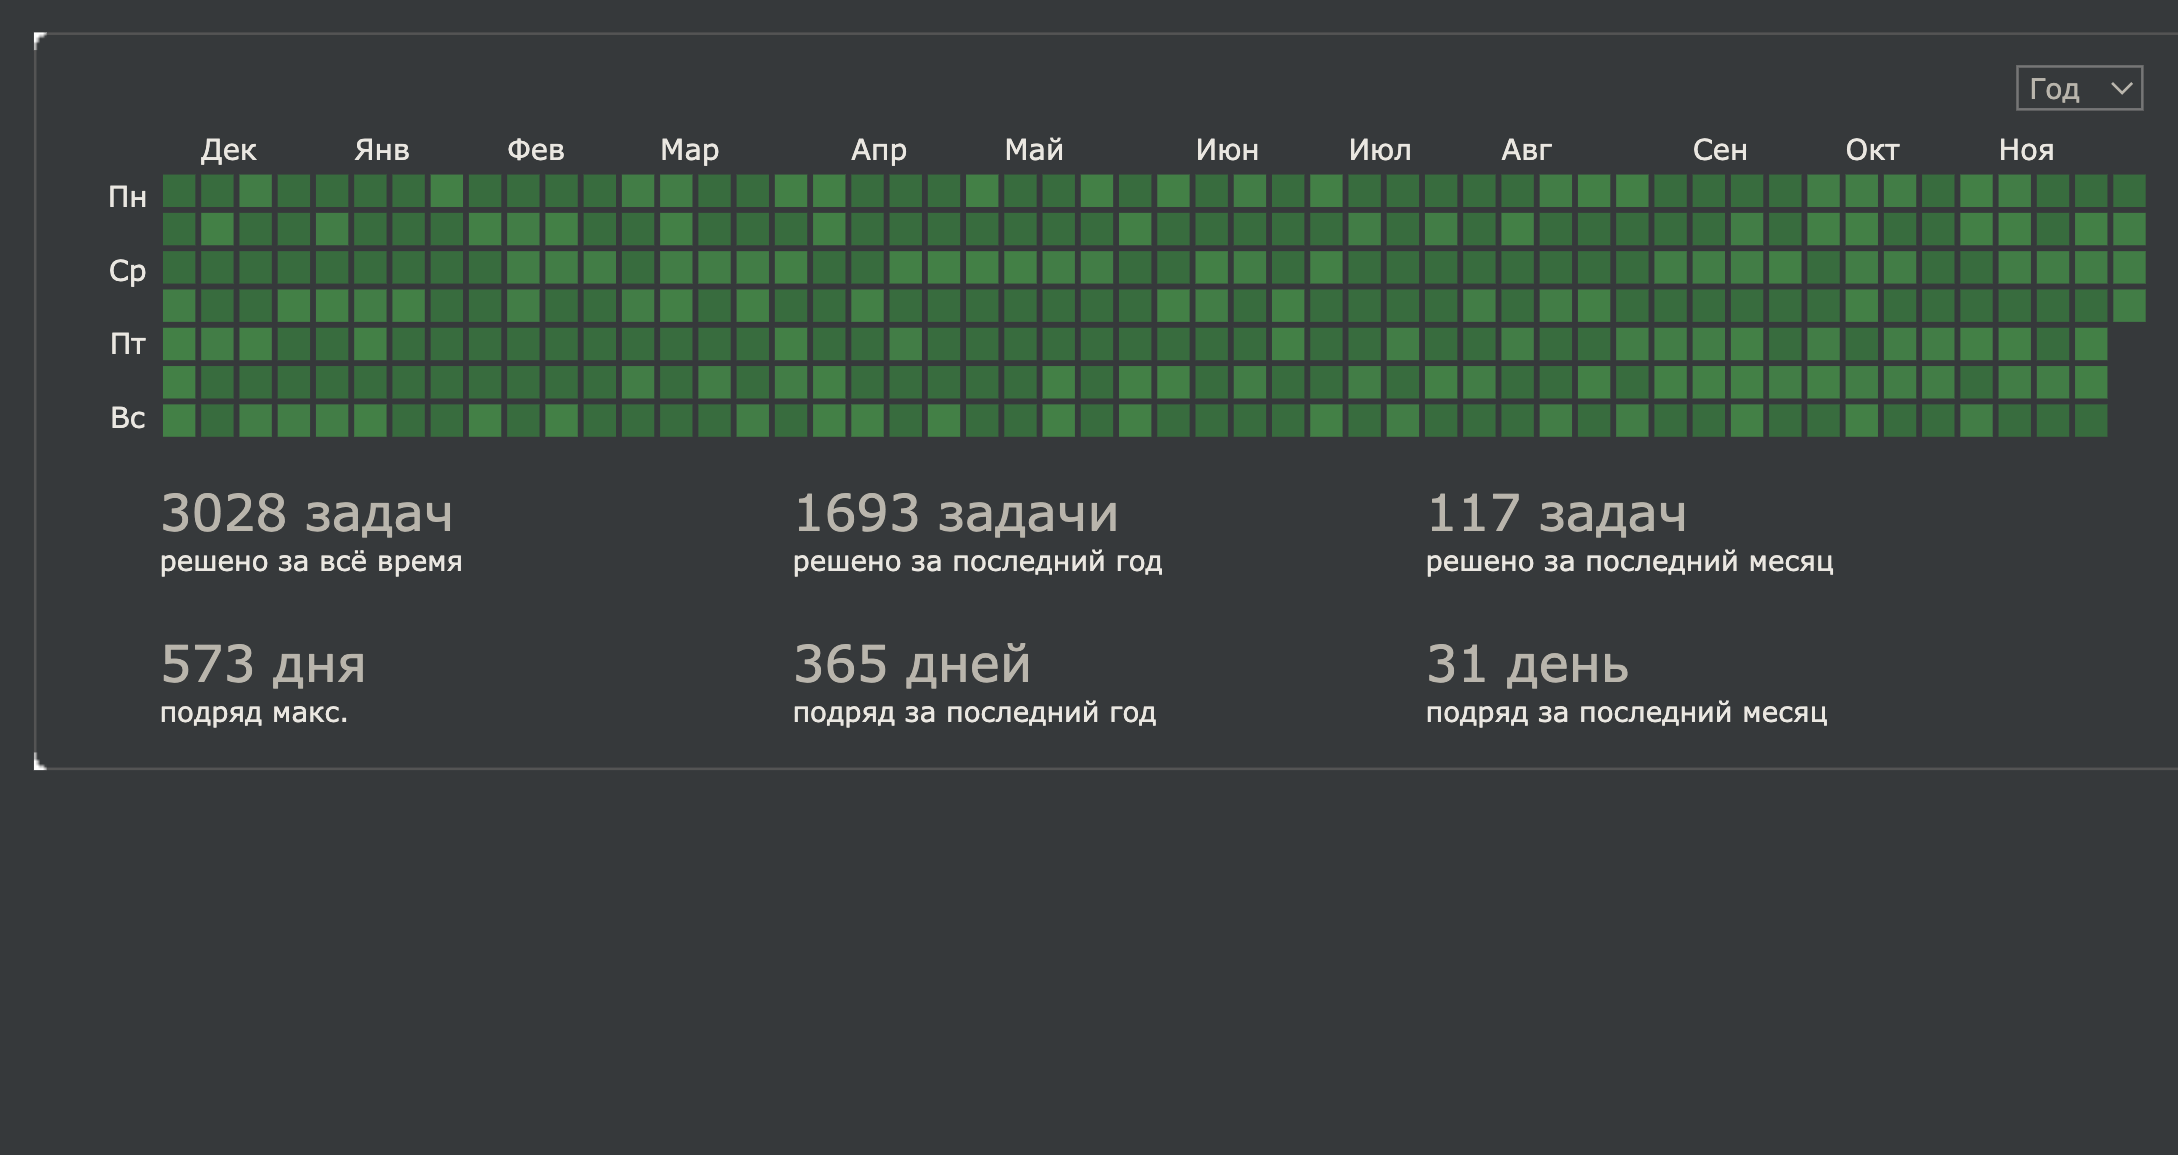 Год
Дек Янв Фев Мар Апр Май Июн Июл Авг Сен Окт Ноя
Пн
Ср
Пт
Вс
3028 задач 1693 задачи 117 задач
решено за всё время решено за последний год решено за последний месяц
573 дня 365 дней 31 день
подряд макс. подряд за последний год подряд за последний месяц